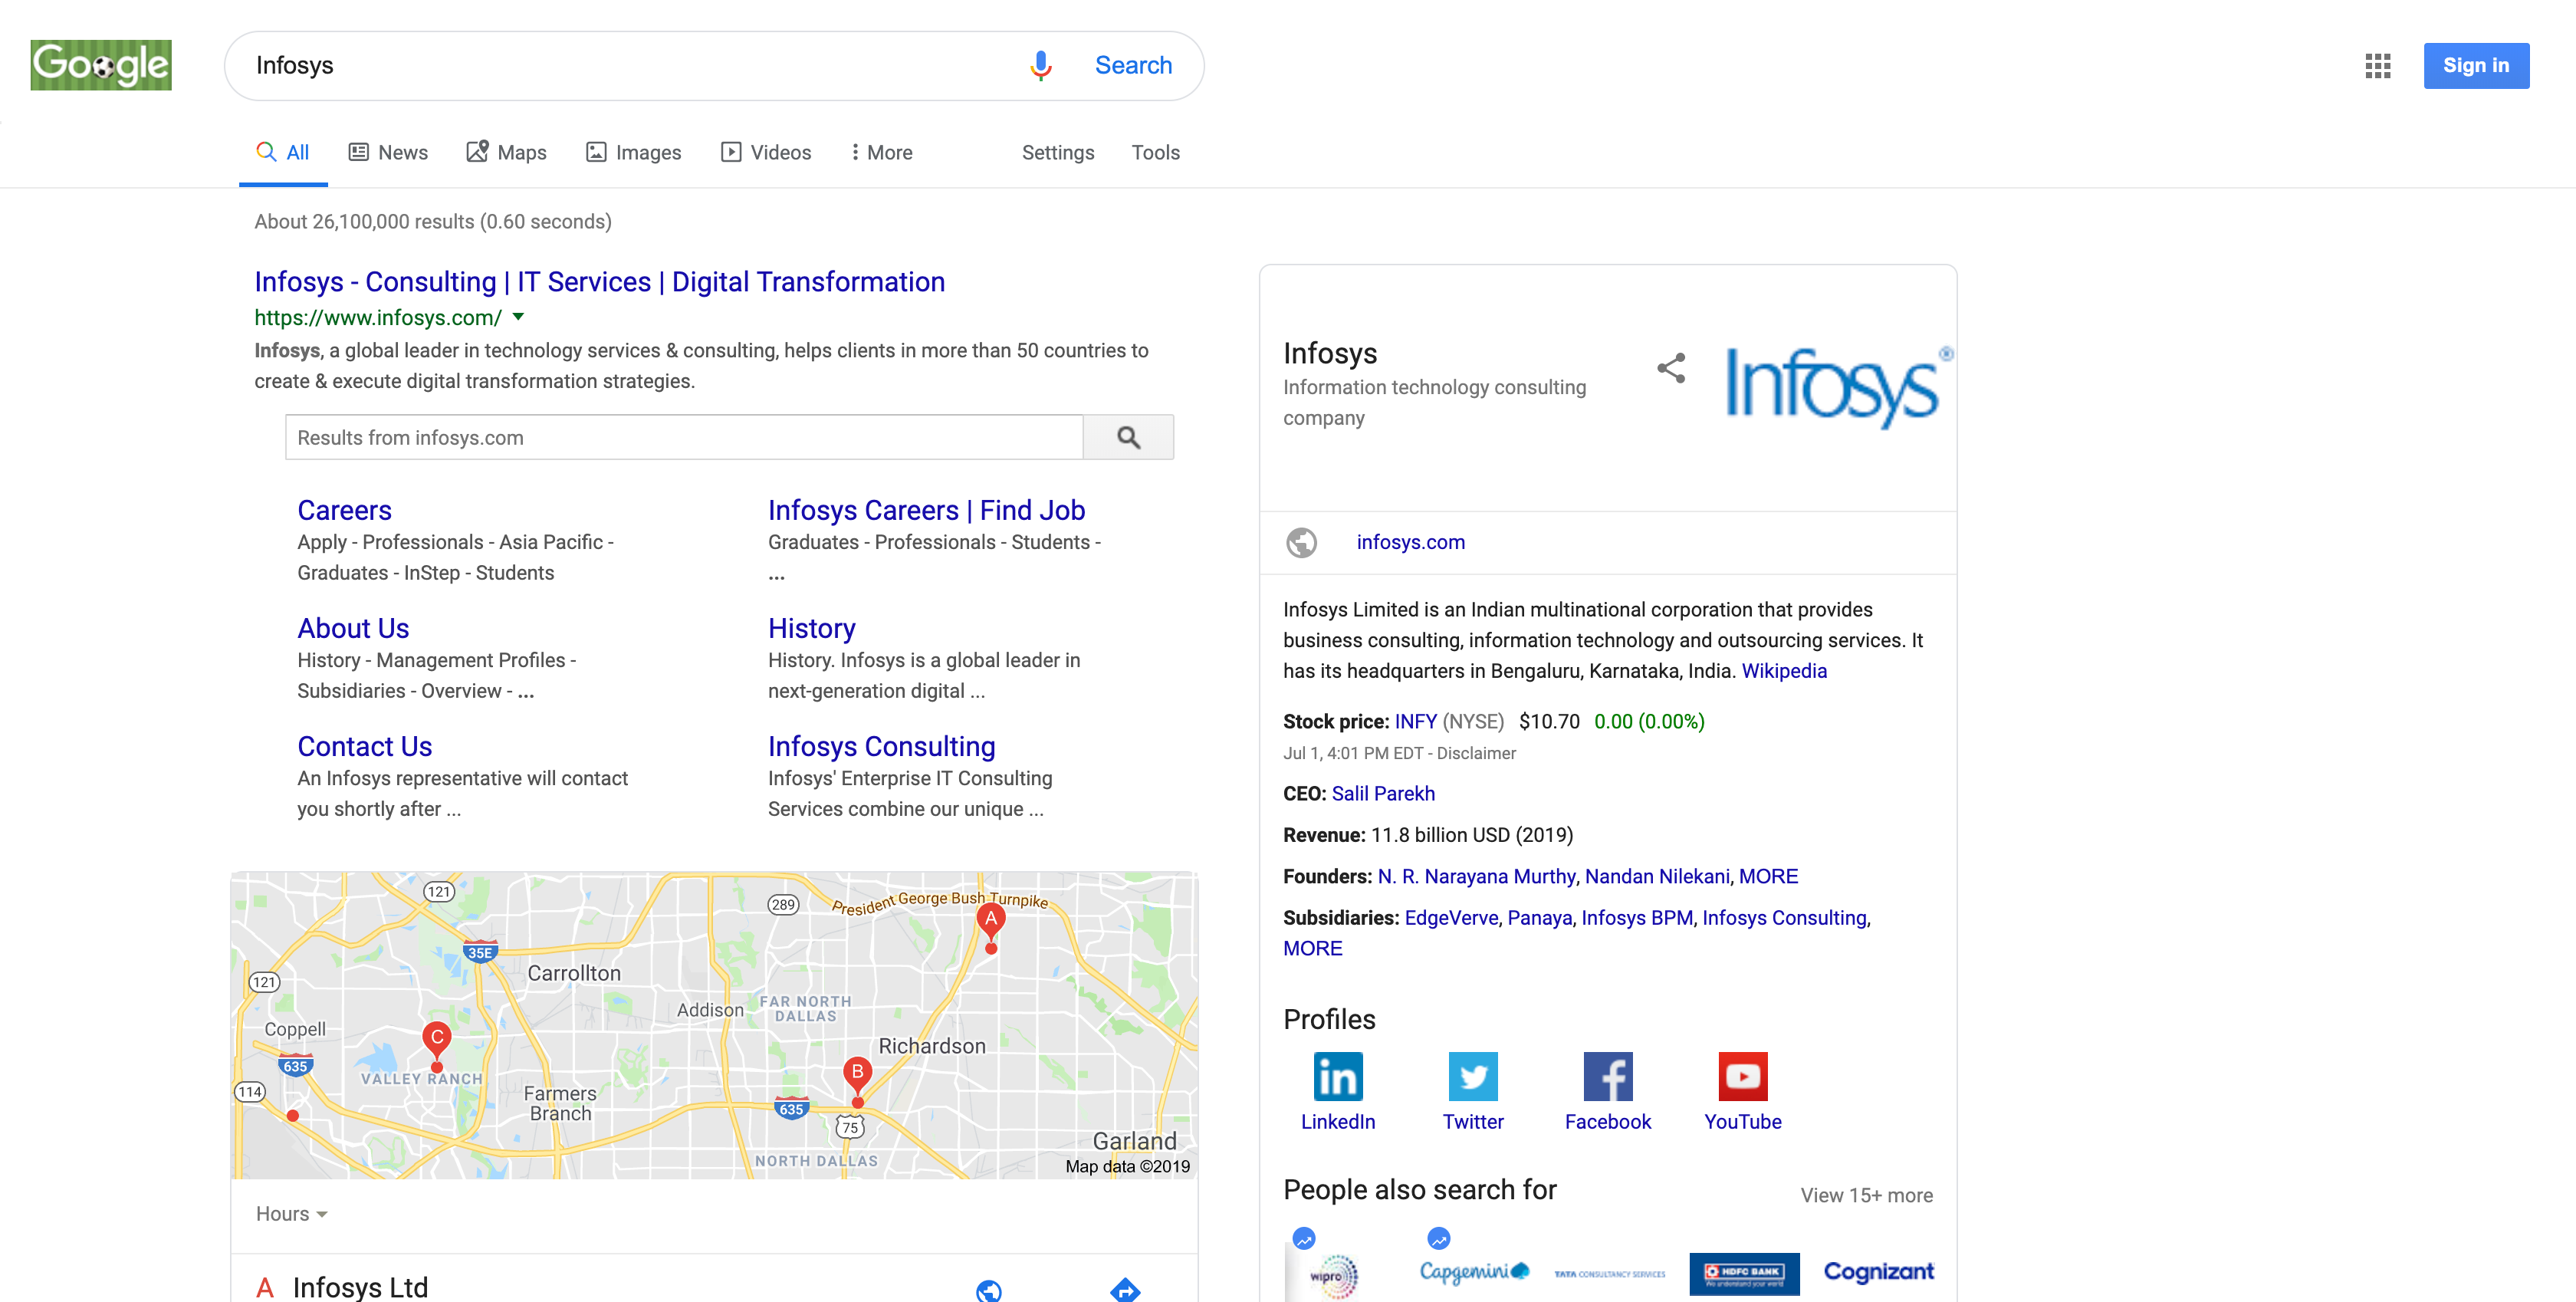 Google
Infosys
Search
Sign in
All
News
Maps
Images
Videos
More
Settings
Tools
About 26,100,000 results (0.60 seconds)
Infosys - Consulting | IT Services | Digital Transformation
https://www.infosys.com/
Infosys, a global leader in technology services & consulting, helps clients in more than 50 countries to
create & execute digital transformation strategies.
Results from infosys.com
Careers
Apply - Professionals - Asia Pacific -
Graduates - InStep - Students
Infosys Careers | Find Job
Graduates - Professionals - Students -
...
About Us
History - Management Profiles -
Subsidiaries - Overview - ...
History
History. Infosys is a global leader in
next-generation digital ...
Contact Us
An Infosys representative will contact
you shortly after ...
Infosys Consulting
Infosys' Enterprise IT Consulting
Services combine our unique ...
121
289
President George Bush Turnpike
A
35E
Carrollton
121
Addison
FAR NORTH
DALLAS
Coppell
C
Richardson
635
VALLEY RANCH
B
114
Farmers
Branch
635
75
Garland
NORTH DALLAS
Map data ©2019
Hours
A Infosys Ltd
Infosys
Information technology consulting
company
Infosys®
infosys.com
Infosys Limited is an Indian multinational corporation that provides
business consulting, information technology and outsourcing services. It
has its headquarters in Bengaluru, Karnataka, India. Wikipedia
Stock price: INFY (NYSE) $10.70 0.00 (0.00%)
Jul 1, 4:01 PM EDT - Disclaimer
CEO: Salil Parekh
Revenue: 11.8 billion USD (2019)
Founders: N. R. Narayana Murthy, Nandan Nilekani, MORE
Subsidiaries: EdgeVerve, Panaya, Infosys BPM, Infosys Consulting,
MORE
Profiles
in
LinkedIn
Twitter
f
Facebook
YouTube
People also search for
View 15+ more
wipro
Capgemini
TATA CONSULTANCY SERVICES
HDFC BANK
We understand your world
Cognizant